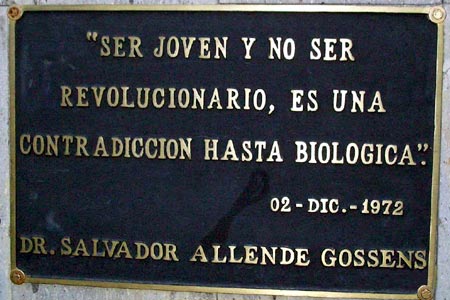 "SER JOVEN Y NO SER
REVOLUCIONARIO, ES UNA
CONTRADICCION HASTA BIOLOGICA".
02-DIC.-1972
DR. SALVADOR ALLENDE GOSSENS